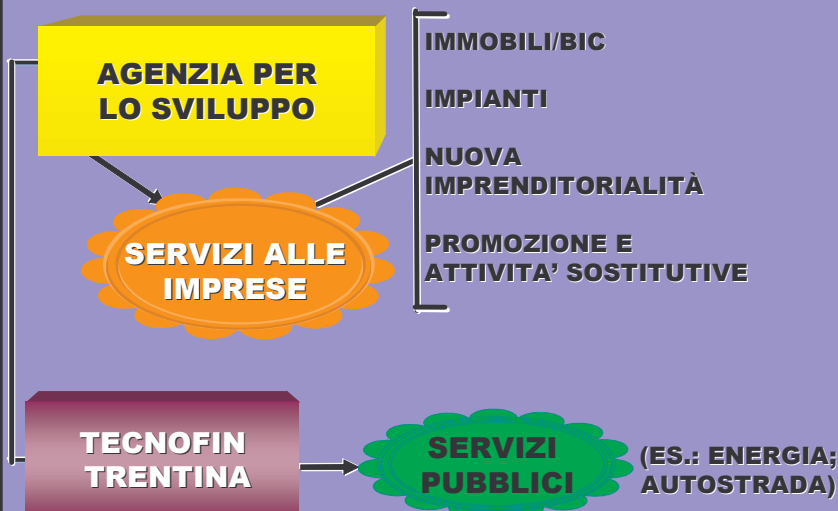 AGENZIA PER
LO SVILUPPO
IMMOBILI/BIC
IMPIANTI
NUOVA
IMPRENDITORIALITÀ
PROMOZIONE E
ATTIVITA’ SOSTITUTIVE
SERVIZI ALLE
IMPRESE
TECNOFIN
TRENTINA
SERVIZI
PUBBLICI
(ES.: ENERGIA;
AUTOSTRADA)